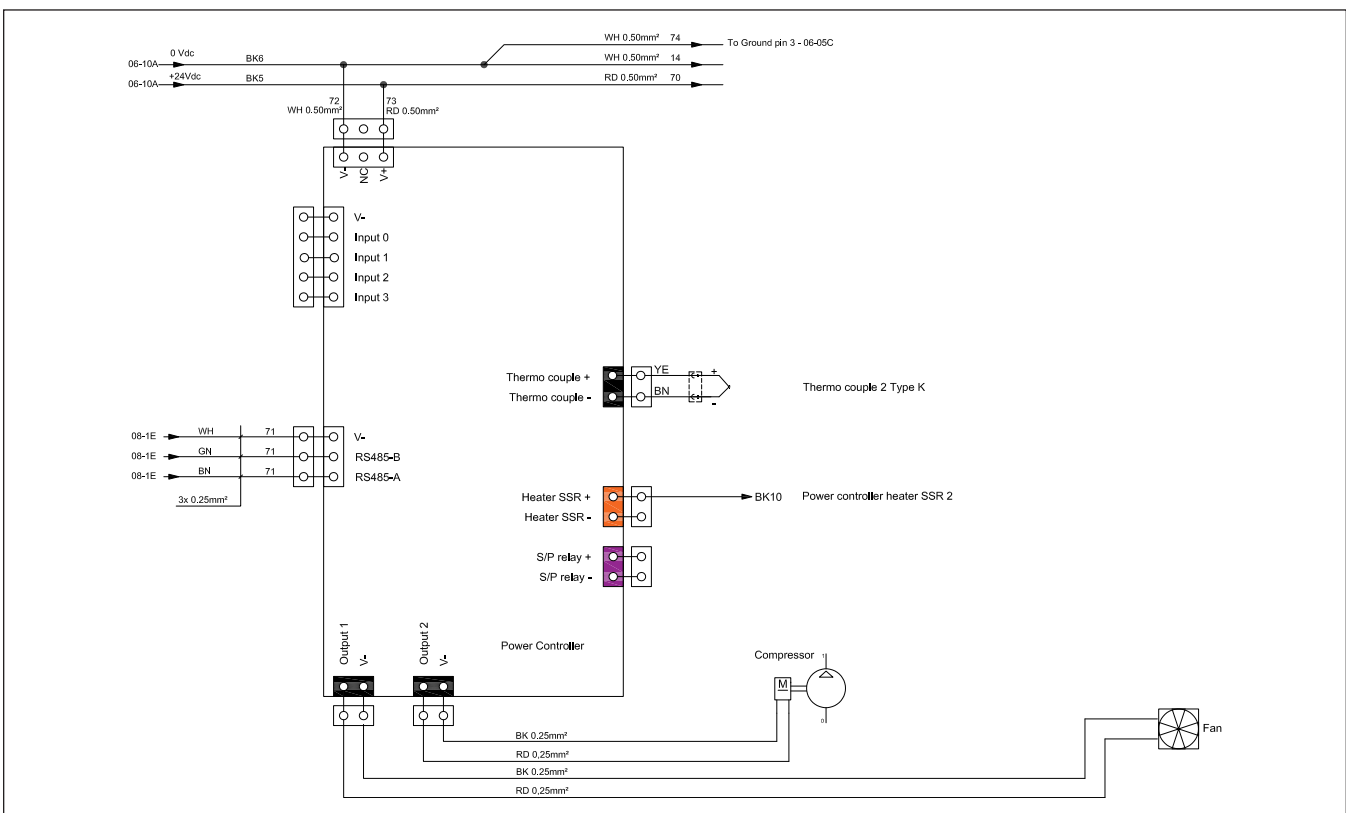 WH 0.50mm² 74 To Ground pin 3 - 06-05C
0 Vdc
06-10A BK6 WH 0.50mm² 14
+24Vdc
06-10A BK5 RD 0.50mm² 70
72 73
WH 0.50mm² RD 0.50mm²
V- NC V+
V-
Input 0
Input 1
Input 2
Input 3
Thermo couple + YE +
Thermo couple - BN -
Thermo couple 2 Type K
08-1E WH 71 V-
08-1E GN 71 RS485-B
08-1E BN 71 RS485-A
3x 0.25mm²
Heater SSR + BK10 Power controller heater SSR 2
Heater SSR -
S/P relay +
S/P relay -
Output 1 V- Output 2 V-
Power Controller
Compressor 1
M
0
Fan
BK 0.25mm²
RD 0,25mm²
BK 0.25mm²
RD 0,25mm²